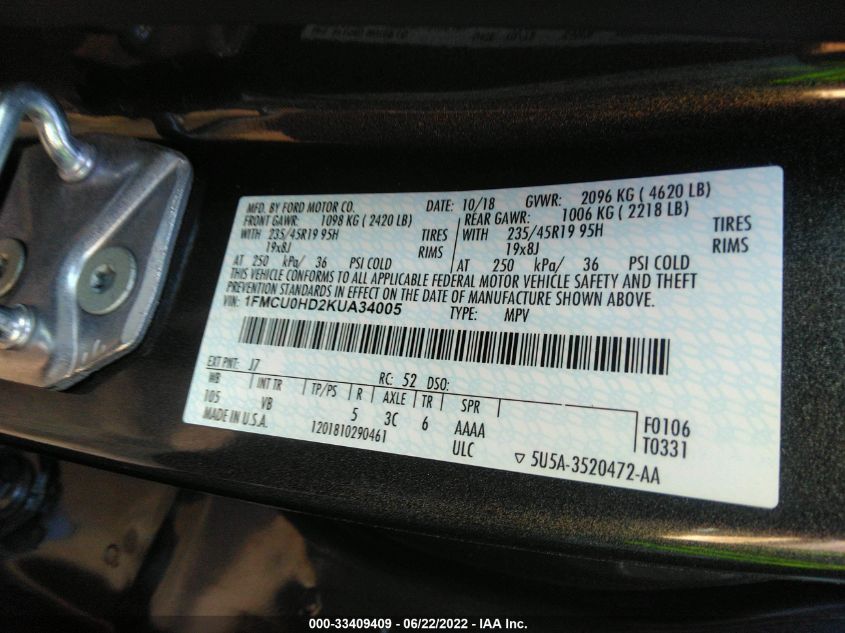 MFD. BY FORD MOTOR CO. DATE: 10/18 GVWR: 2096 KG ( 4620 LB)
FRONT GAWR: 1098 KG (2420 LB) REAR GAWR: 1006 KG ( 2218 LB)
WITH 235/45R19 95H TIRES WITH 235/45R19 95H TIRES
19x8J RIMS 19x8J RIMS
AT 250 kPa/ 36 PSI COLD AT 250 kPa/ 36 PSI COLD
THIS VEHICLE CONFORMS TO ALL APPLICABLE FEDERAL MOTOR VEHICLE SAFETY AND THEFT
PREVENTION STANDARDS IN EFFECT ON THE DATE OF MANUFACTURE SHOWN ABOVE.
VIN: 1FMCU0HD2KUA34005 TYPE: MPV
EXT PNT: J7 RC: 52 DSO:
WB INT TR TP/PS R AXLE TR SPR
105 VB 5 3C 6 AAAA F0106
MADE IN U.S.A. 1201810290461 ULC T0331
5U5A-3520472-AA
000-33409409 - 06/22/2022 - IAA Inc.